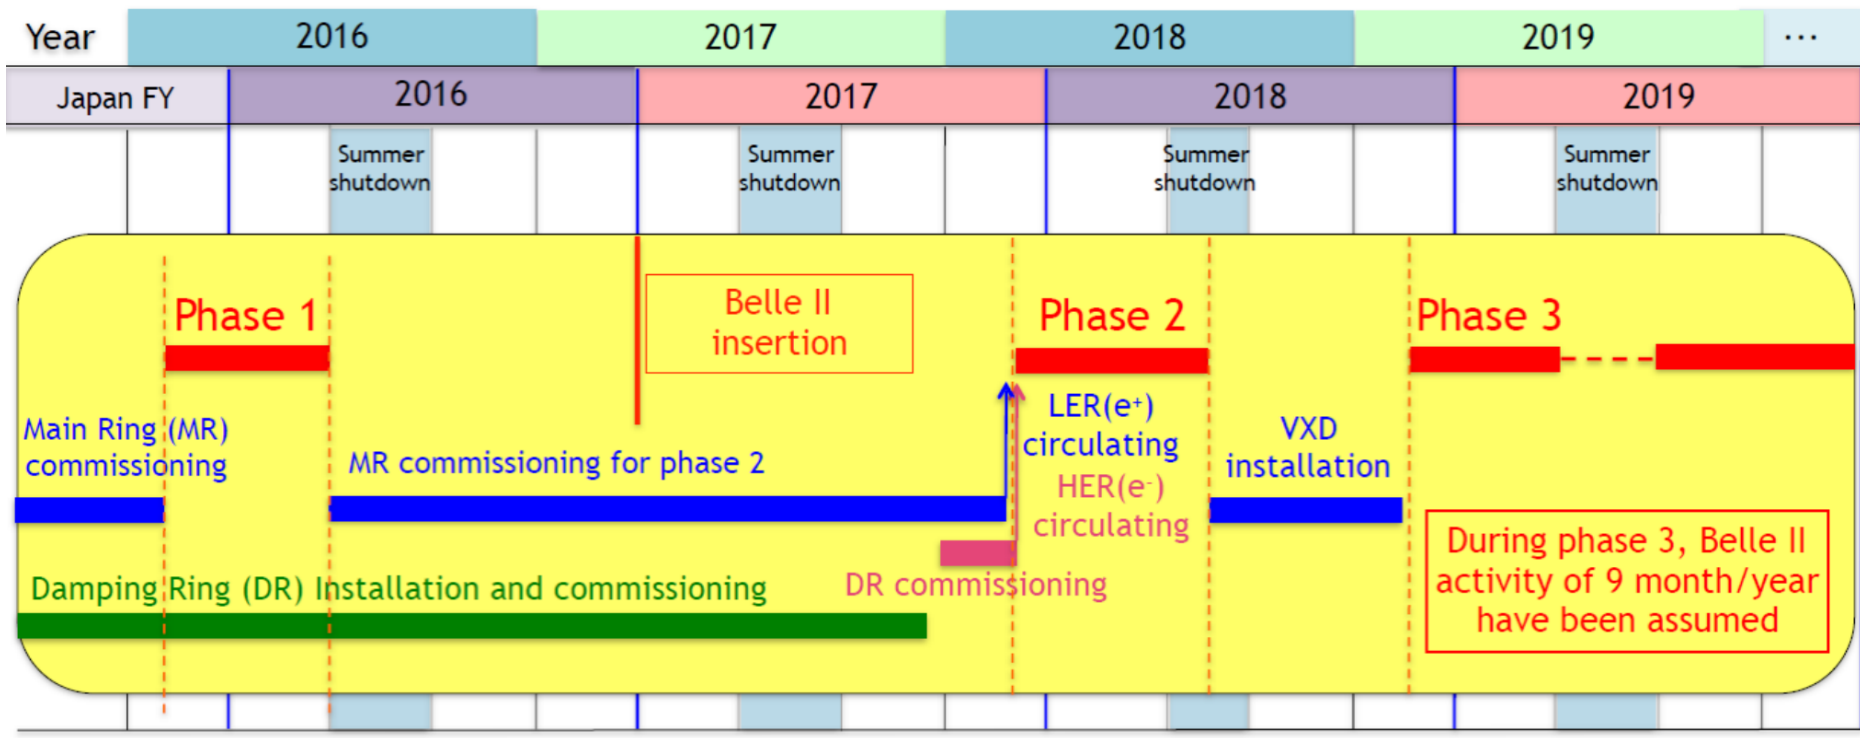 Year 2016 2017 2018 2019 ...
Japan FY 2016 2017 2018 2019
Summer
shutdown
Summer
shutdown
Summer
shutdown
Summer
shutdown
Phase 1
Belle II
insertion
Phase 2
Phase 3
Main Ring (MR)
commissioning
MR commissioning for phase 2
LER(e⁺)
circulating
HER(e⁻)
circulating
VXD
installation
Damping Ring (DR) Installation and commissioning
DR commissioning
During phase 3, Belle II
activity of 9 month/year
have been assumed